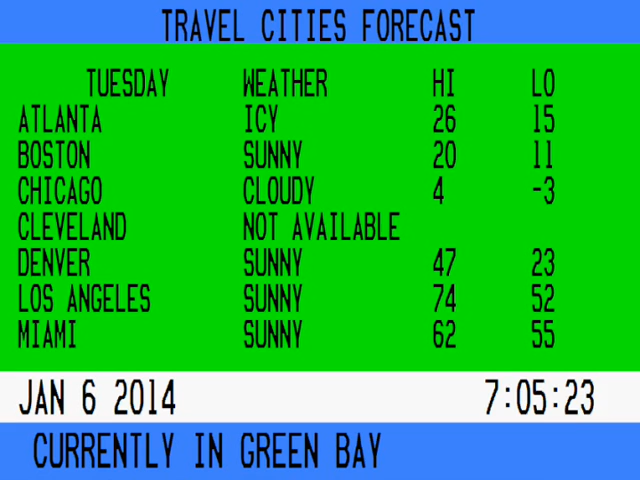 TRAVEL CITIES FORECAST
TUESDAY WEATHER HI LO
ATLANTA ICY 26 15
BOSTON SUNNY 20 11
CHICAGO CLOUDY 4 -3
CLEVELAND NOT AVAILABLE
DENVER SUNNY 47 23
LOS ANGELES SUNNY 74 52
MIAMI SUNNY 62 55
JAN 6 2014 7:05:23
CURRENTLY IN GREEN BAY